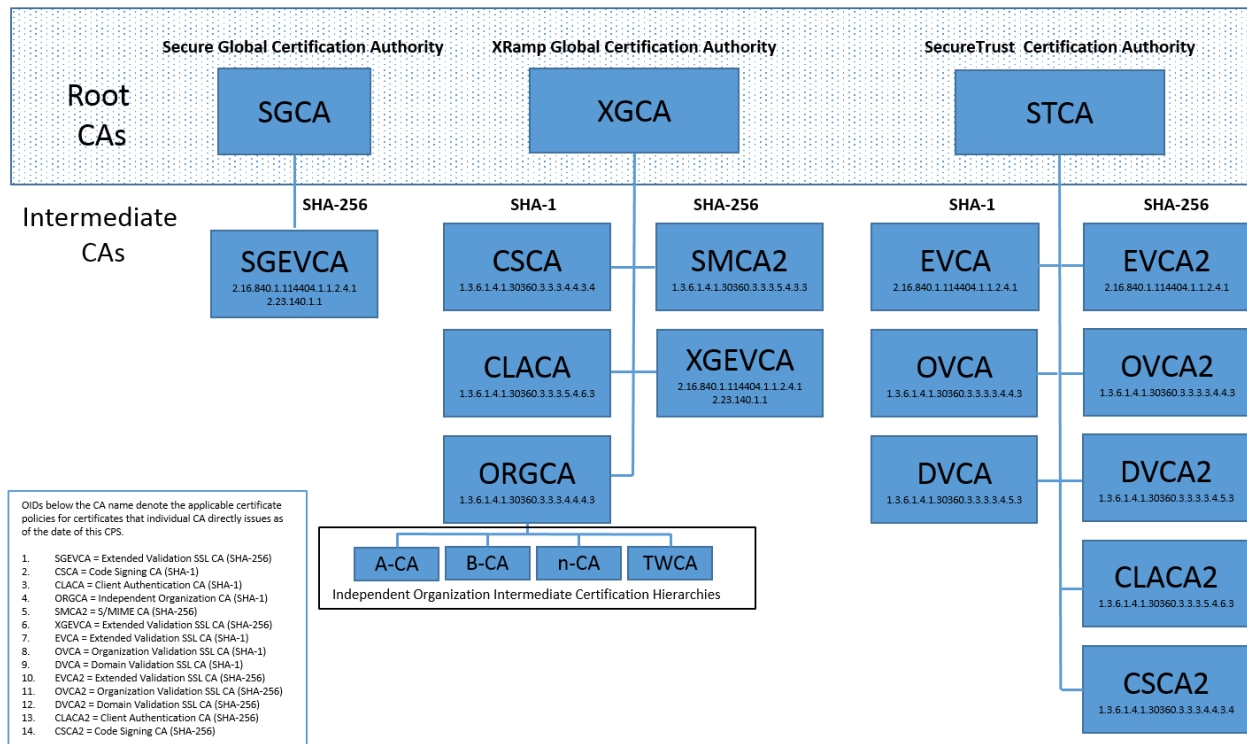 Secure Global Certification Authority
XRamp Global Certification Authority
SecureTrust Certification Authority
Root
CAs
SGCA
XGCA
STCA
Intermediate
CAs
SHA-256
SHA-1
SHA-256
SHA-1
SHA-256
SGEVCA
2.16.840.1.114404.1.1.2.4.1
2.23.140.1.1
CSCA
1.3.6.1.4.1.30360.3.3.3.4.4.3.4
SMCA2
1.3.6.1.4.1.30360.3.3.3.5.4.3.3
EVCA
2.16.840.1.114404.1.1.2.4.1
EVCA2
2.16.840.1.114404.1.1.2.4.1
CLACA
1.3.6.1.4.1.30360.3.3.3.5.4.6.3
XGEVCA
2.16.840.1.114404.1.1.2.4.1
2.23.140.1.1
OVCA
1.3.6.1.4.1.30360.3.3.3.3.4.4.3
OVCA2
1.3.6.1.4.1.30360.3.3.3.3.4.4.3
ORGCA
1.3.6.1.4.1.30360.3.3.3.4.4.4.3
DVCA
1.3.6.1.4.1.30360.3.3.3.3.4.5.3
DVCA2
1.3.6.1.4.1.30360.3.3.3.3.4.5.3
A-CA
B-CA
n-CA
TWCA
Independent Organization Intermediate Certification Hierarchies
CLACA2
1.3.6.1.4.1.30360.3.3.3.5.4.6.3
CSCA2
1.3.6.1.4.1.30360.3.3.3.4.4.3.4
OIDs below the CA name denote the applicable certificate
policies for certificates that individual CA directly issues as
of the date of this CPS.
1. SGEVCA = Extended Validation SSL CA (SHA-256)
2. CSCA = Code Signing CA (SHA-1)
3. CLACA = Client Authentication CA (SHA-1)
4. ORGCA = Independent Organization CA (SHA-1)
5. SMCA2 = S/MIME CA (SHA-256)
6. XGEVCA = Extended Validation SSL CA (SHA-256)
7. EVCA = Extended Validation SSL CA (SHA-1)
8. OVCA = Organization Validation SSL CA (SHA-1)
9. DVCA = Domain Validation SSL CA (SHA-1)
10. EVCA2 = Extended Validation SSL CA (SHA-256)
11. OVCA2 = Organization Validation SSL CA (SHA-256)
12. DVCA2 = Domain Validation SSL CA (SHA-256)
13. CLACA2 = Client Authentication CA (SHA-256)
14. CSCA2 = Code Signing CA (SHA-256)